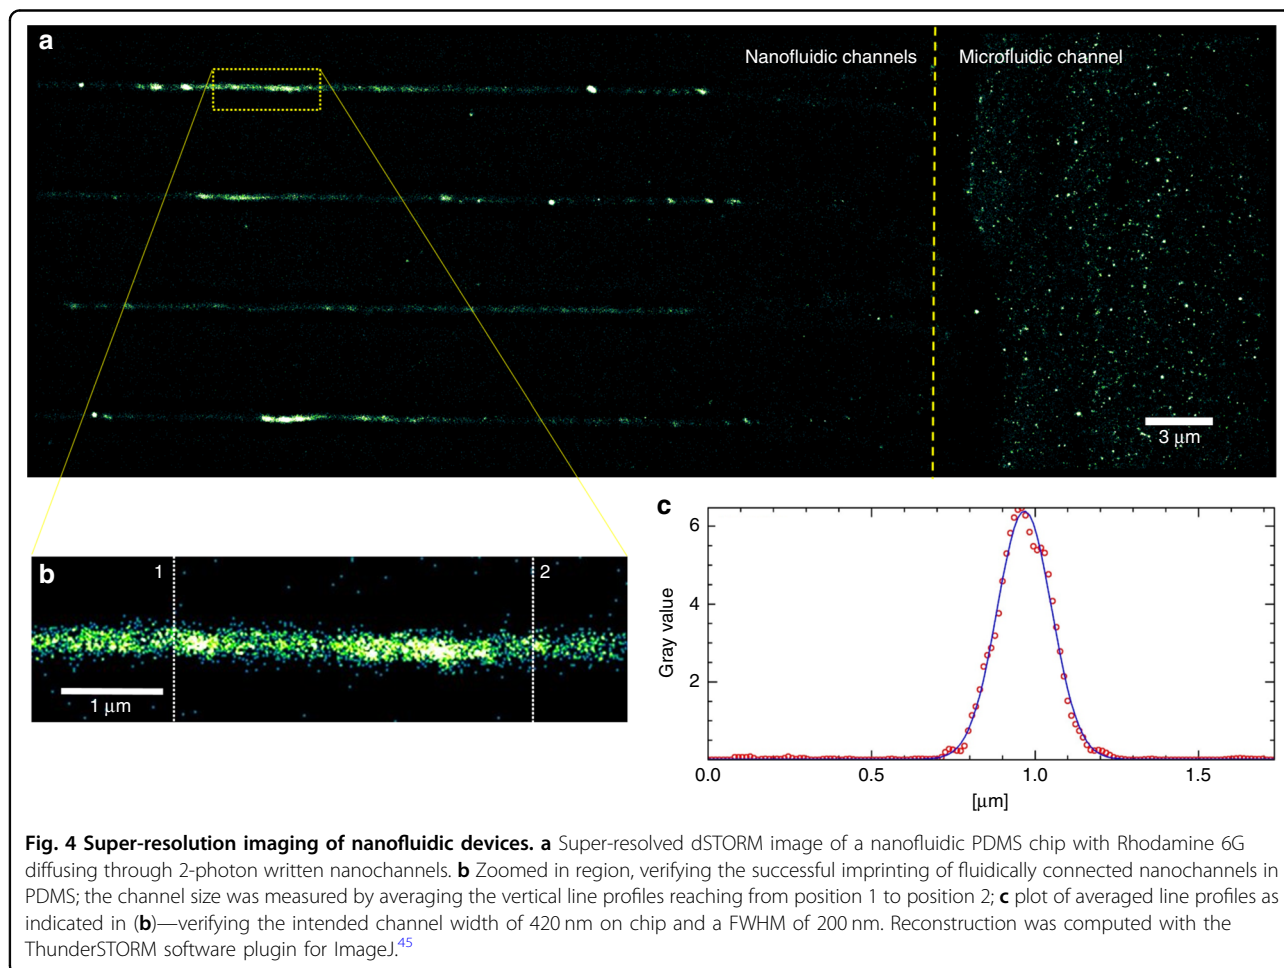 a
Nanofluidic channels
Microfluidic channel
3 μm
b
1
2
1 μm
c
6
4
2
Gray value
0.0
0.5
1.0
1.5
[μm]
Fig. 4 Super-resolution imaging of nanofluidic devices. a Super-resolved dSTORM image of a nanofluidic PDMS chip with Rhodamine 6G
diffusing through 2-photon written nanochannels. b Zoomed in region, verifying the successful imprinting of fluidically connected nanochannels in
PDMS; the channel size was measured by averaging the vertical line profiles reaching from position 1 to position 2; c plot of averaged line profiles as
indicated in (b)—verifying the intended channel width of 420 nm on chip and a FWHM of 200 nm. Reconstruction was computed with the
ThunderSTORM software plugin for ImageJ.45